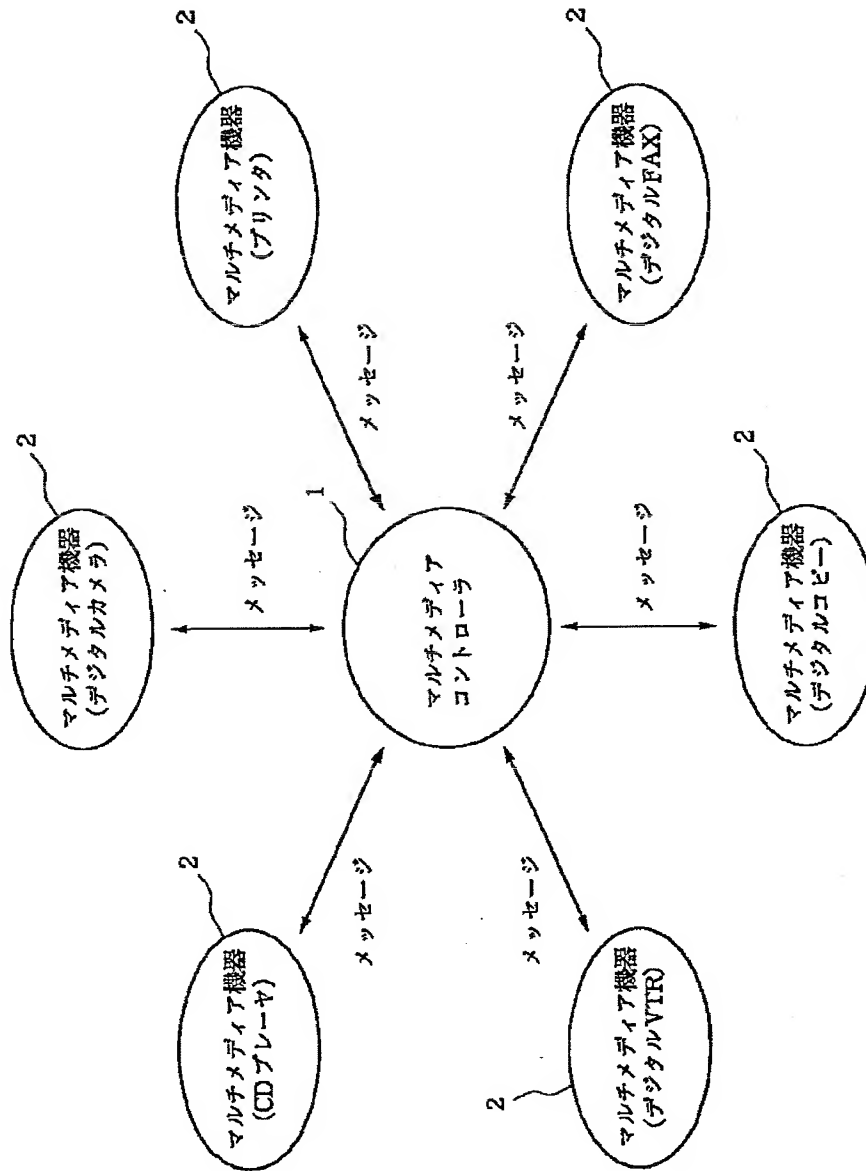 2
マルチメディア機器
(デジタルカメラ)
2
マルチメディア機器
(CDプレーヤ)
メッセージ
2
マルチメディア機器
(プリンタ)
メッセージ
1
メッセージ
マルチメディア
コントローラ
メッセージ
メッセージ
2
マルチメディア機器
(デジタルVTR)
メッセージ
2
マルチメディア機器
(デジタルFAX)
2
マルチメディア機器
(デジタルコピー)